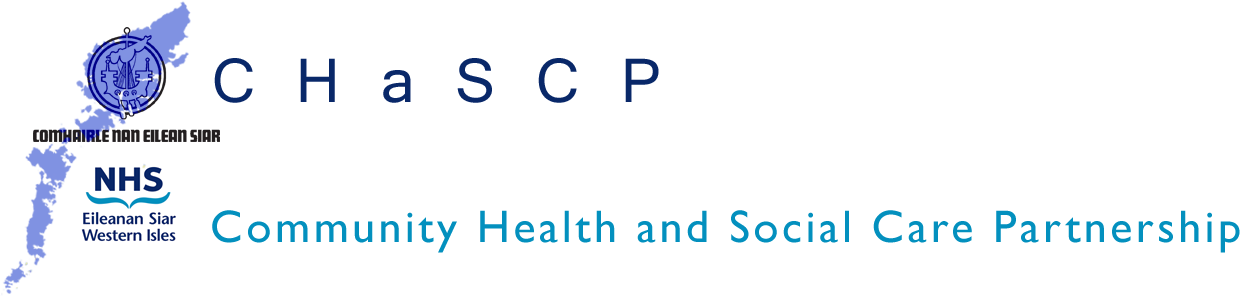 C H a S C P
COMHAIRLE NAN EILEAN SIAR
NHS
Eileanan Siar
Western Isles
Community Health and Social Care Partnership